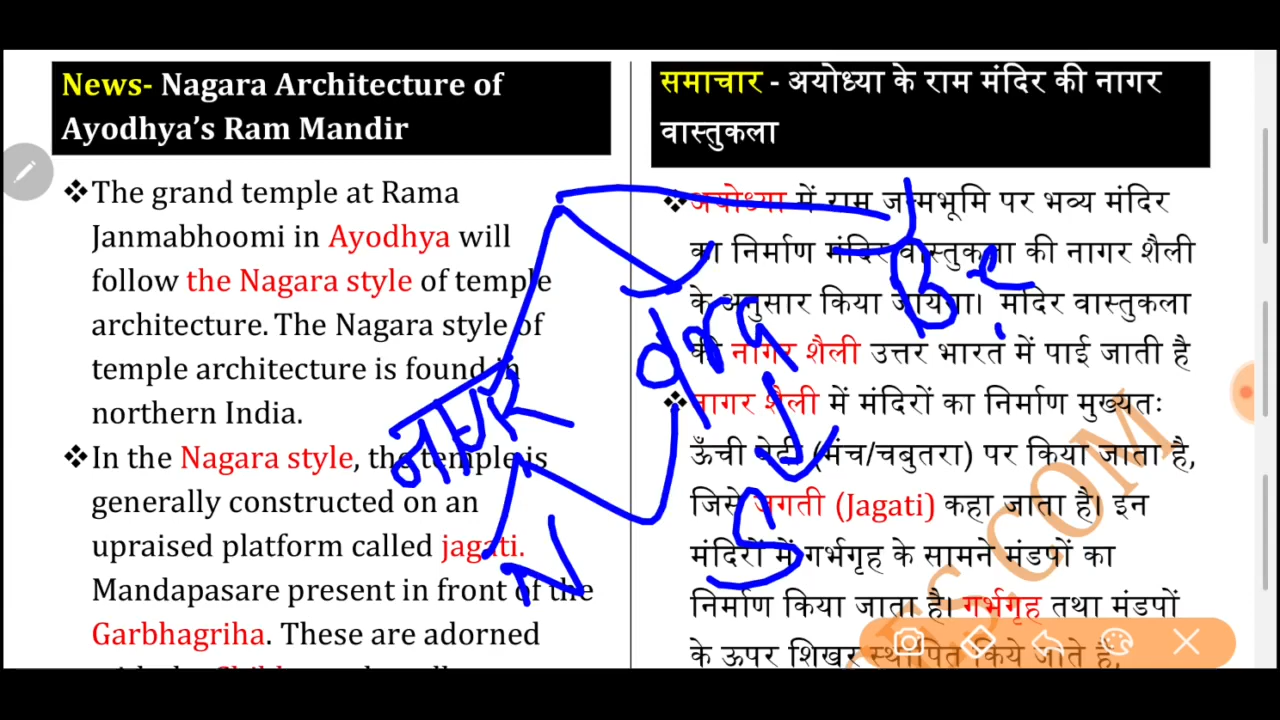 News- Nagara Architecture of
Ayodhya's Ram Mandir
❖The grand temple at Rama
Janmabhoomi in Ayodhya will
follow the Nagara style of temple
architecture. The Nagara style of
temple architecture is found in
northern India.
❖In the Nagara style, the temple is
generally constructed on an
upraised platform called jagati.
Mandapasare present in front of the
Garbhagriha. These are adorned
समाचार - अयोध्या के राम मंदिर की नागर
वास्तुकला
❖ अयोध्या में राम जन्मभूमि पर भव्य मंदिर
का निर्माण मंदिर वास्तुकला की नागर शैली
के अनुसार किया जायेगा। मंदिर वास्तुकला
की नागर शैली उत्तर भारत में पाई जाती है
❖ नागर शैली में मंदिरों का निर्माण मुख्यतः
ऊँची वेदी (मंच/चबुतरा) पर किया जाता है,
जिसे जगती (Jagati) कहा जाता है। इन
मंदिरों में गर्भगृह के सामने मंडपों का
निर्माण किया जाता है। गर्भगृह तथा मंडपों
के ऊपर शिखर स्थापित किये जाते हैं,
N
S